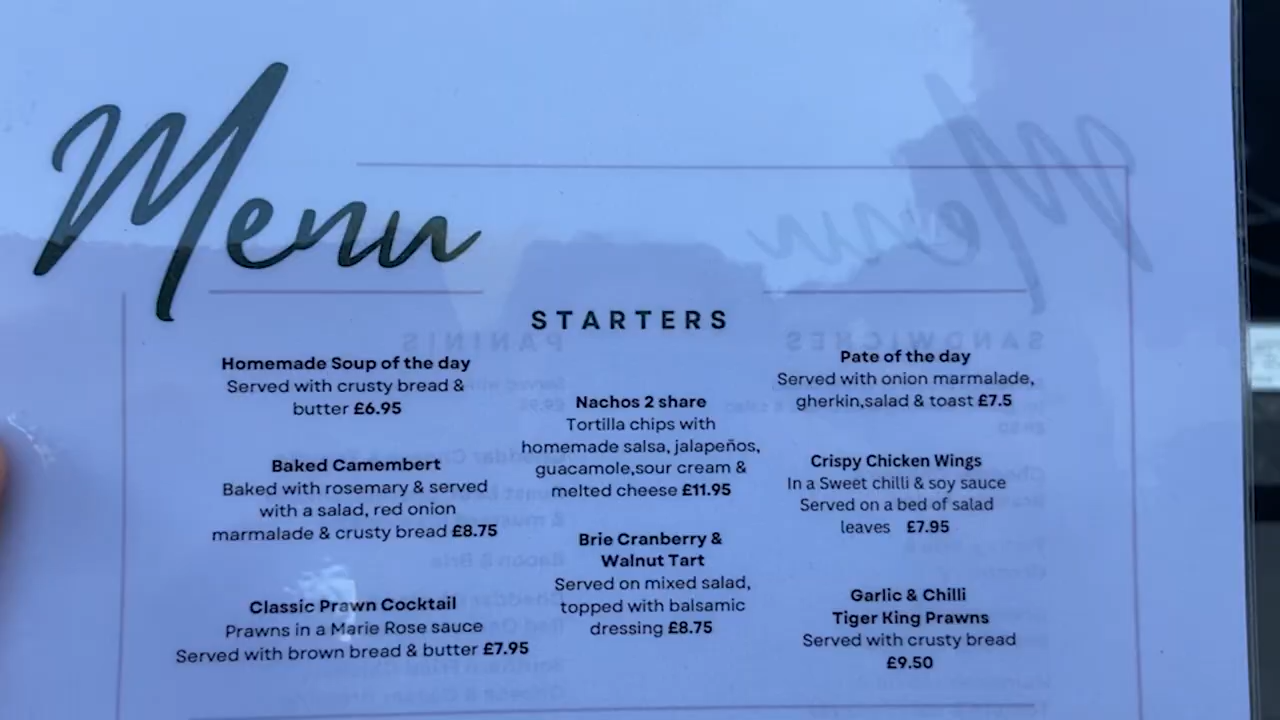 Menu
STARTERS
Homemade Soup of the day
Served with crusty bread &
butter £6.95
Baked Camembert
Baked with rosemary & served
with a salad, red onion
marmalade & crusty bread £8.75
Classic Prawn Cocktail
Prawns in a Marie Rose sauce
Served with brown bread & butter £7.95
Nachos 2 share
Tortilla chips with
homemade salsa, jalapeños,
guacamole,sour cream &
melted cheese £11.95
Brie Cranberry &
Walnut Tart
Served on mixed salad,
topped with balsamic
dressing £8.75
Pate of the day
Served with onion marmalade,
gherkin,salad & toast £7.5
Crispy Chicken Wings
In a Sweet chilli & soy sauce
Served on a bed of salad
leaves £7.95
Garlic & Chilli
Tiger King Prawns
Served with crusty bread
£9.50